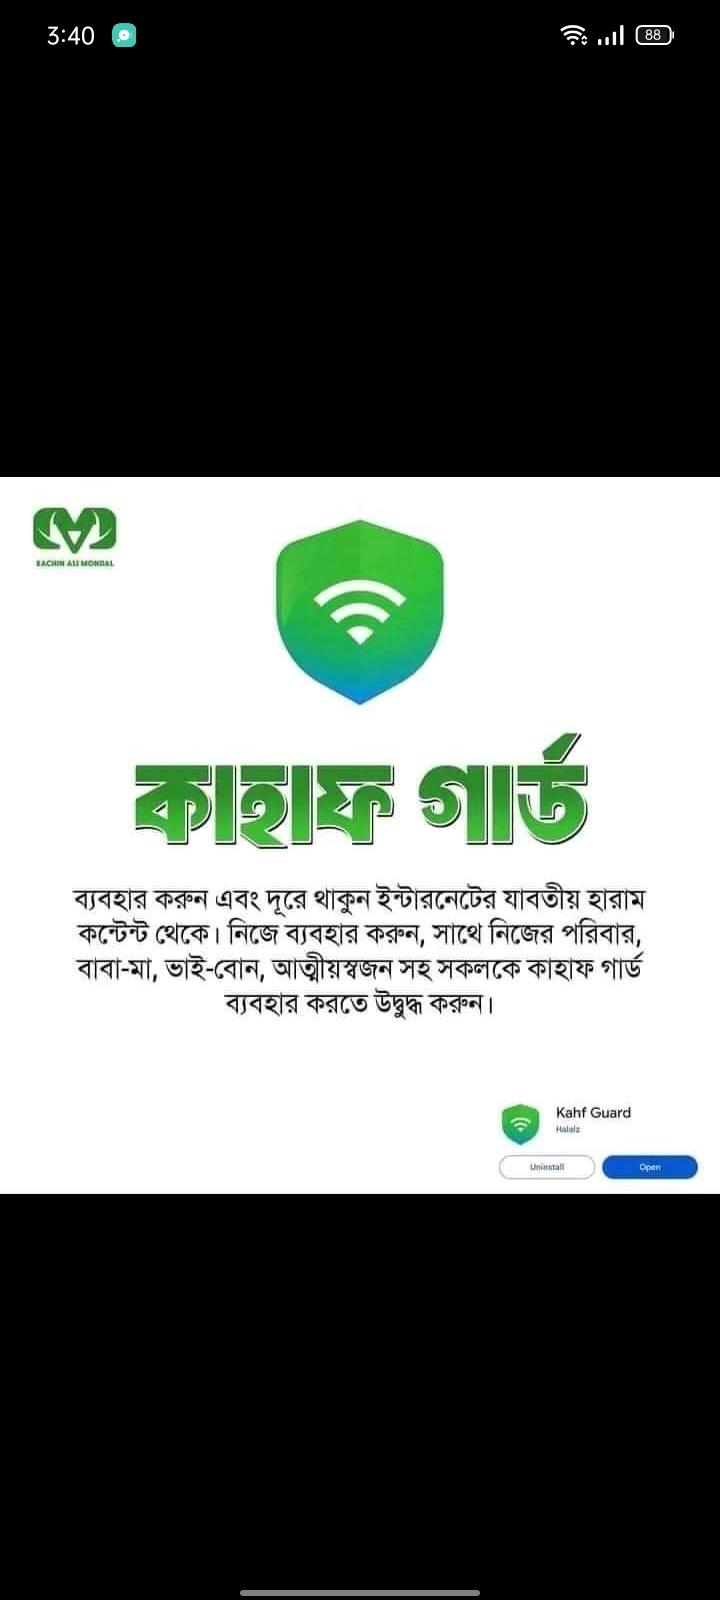 3:40
88
EACHIN ALI MONDAL
কাহাফ গার্ড
ব্যবহার করুন এবং দূরে থাকুন ইন্টারনেটের যাবতীয় হারাম
কন্টেন্ট থেকে। নিজে ব্যবহার করুন, সাথে নিজের পরিবার,
বাবা-মা, ভাই-বোন, আত্মীয়স্বজন সহ সকলকে কাহাফ গার্ড
ব্যবহার করতে উদ্বুদ্ধ করুন।
Kahf Guard
Halalz
Uninstall
Open